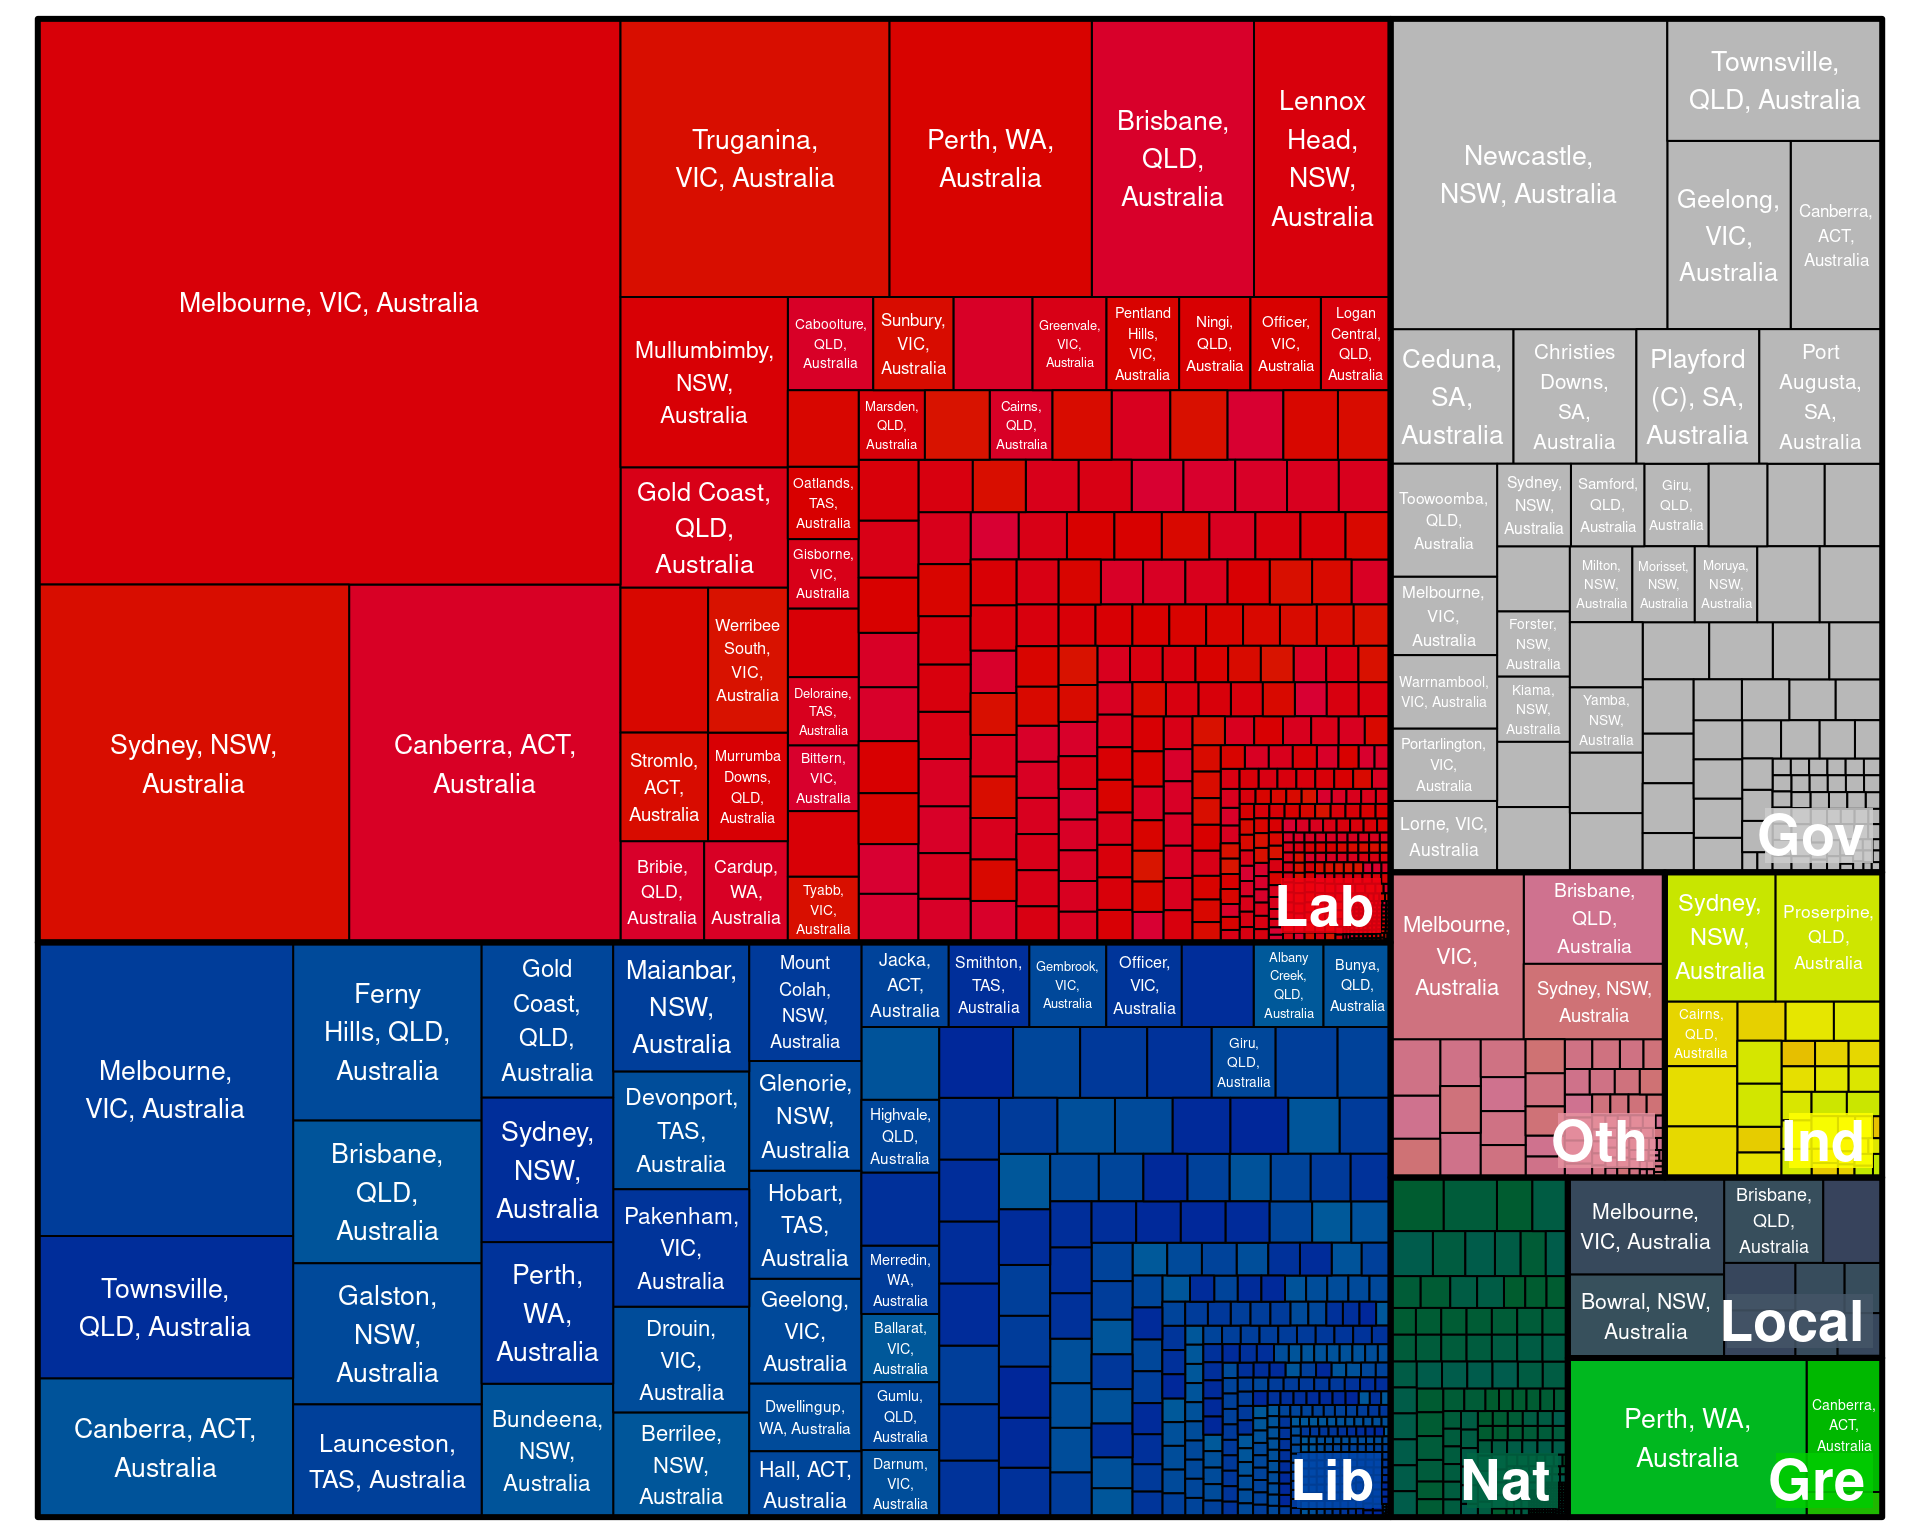 Melbourne, VIC, Australia
Sydney, NSW,
Australia
Canberra, ACT,
Australia
Truganina,
VIC, Australia
Perth, WA,
Australia
Brisbane,
QLD,
Australia
Lennox
Head,
NSW,
Australia
Mullumbimby,
NSW,
Australia
Gold Coast,
QLD,
Australia
Werribee
South,
VIC,
Australia
Stromlo,
ACT,
Australia
Murrumba
Downs,
QLD,
Australia
Bribie,
QLD,
Australia
Cardup,
WA,
Australia
Caboolture,
QLD,
Australia
Sunbury,
VIC,
Australia
Greenvale,
VIC,
Australia
Pentland
Hills,
VIC,
Australia
Ningi,
QLD,
Australia
Officer,
VIC,
Australia
Logan
Central,
QLD,
Australia
Marsden,
QLD,
Australia
Cairns,
QLD,
Australia
Oatlands,
TAS,
Australia
Gisborne,
VIC,
Australia
Deloraine,
TAS,
Australia
Bittern,
VIC,
Australia
Tyabb,
VIC,
Australia
Lab
Newcastle,
NSW, Australia
Townsville,
QLD, Australia
Geelong,
VIC,
Australia
Canberra,
ACT,
Australia
Ceduna,
SA,
Australia
Christies
Downs,
SA,
Australia
Playford
(C), SA,
Australia
Port
Augusta,
SA,
Australia
Toowoomba,
QLD,
Australia
Sydney,
NSW,
Australia
Samford,
QLD,
Australia
Giru,
QLD,
Australia
Melbourne,
VIC,
Australia
Milton,
NSW,
Australia
Morisset,
NSW,
Australia
Moruya,
NSW,
Australia
Forster,
NSW,
Australia
Warrnambool,
VIC, Australia
Kiama,
NSW,
Australia
Yamba,
NSW,
Australia
Portarlington,
VIC,
Australia
Lorne, VIC,
Australia
Gov
Melbourne,
VIC,
Australia
Brisbane,
QLD,
Australia
Sydney, NSW,
Australia
Oth
Sydney,
NSW,
Australia
Proserpine,
QLD,
Australia
Cairns,
QLD,
Australia
Ind
Melbourne,
VIC, Australia
Townsville,
QLD, Australia
Canberra, ACT,
Australia
Ferny
Hills, QLD,
Australia
Brisbane,
QLD,
Australia
Galston,
NSW,
Australia
Launceston,
TAS, Australia
Gold
Coast,
QLD,
Australia
Sydney,
NSW,
Australia
Perth,
WA,
Australia
Bundeena,
NSW,
Australia
Maianbar,
NSW,
Australia
Devonport,
TAS,
Australia
Pakenham,
VIC,
Australia
Drouin,
VIC,
Australia
Berrilee,
NSW,
Australia
Mount
Colah,
NSW,
Australia
Glenorie,
NSW,
Australia
Hobart,
TAS,
Australia
Geelong,
VIC,
Australia
Dwellingup,
WA, Australia
Hall, ACT,
Australia
Jacka,
ACT,
Australia
Smithton,
TAS,
Australia
Gembrook,
VIC,
Australia
Officer,
VIC,
Australia
Albany
Creek,
QLD,
Australia
Bunya,
QLD,
Australia
Giru,
QLD,
Australia
Highvale,
QLD,
Australia
Merredin,
WA,
Australia
Ballarat,
VIC,
Australia
Gumlu,
QLD,
Australia
Darnum,
VIC,
Australia
Lib
Nat
Melbourne,
VIC, Australia
Brisbane,
QLD,
Australia
Bowral, NSW,
Australia
Local
Perth, WA,
Australia
Canberra,
ACT,
Australia
Gre